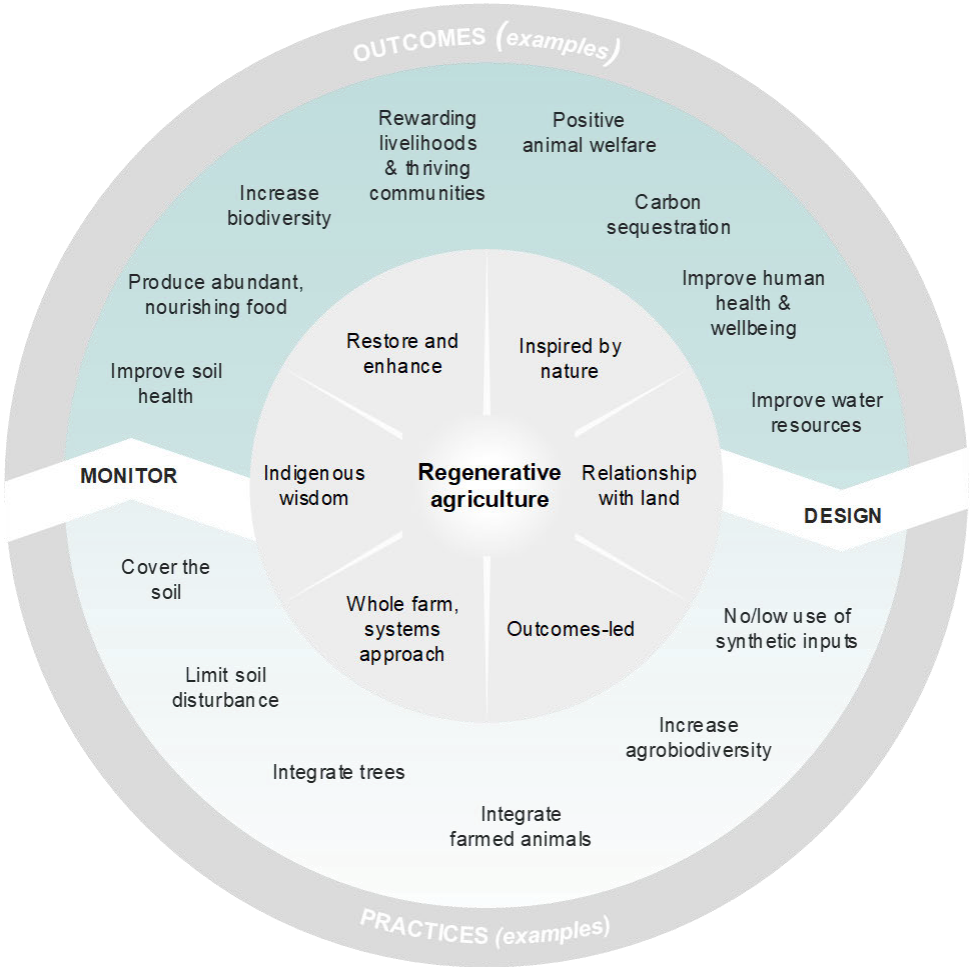 OUTCOMES (examples)
Rewarding
livelihoods
& thriving
communities
Positive
animal welfare
Increase
biodiversity
Carbon
sequestration
Produce abundant,
nourishing food
Improve human
health &
wellbeing
Improve soil
health
Improve water
resources
Restore and
enhance
Inspired by
nature
Indigenous
wisdom
Regenerative
agriculture
Relationship
with land
Whole farm,
systems
approach
Outcomes-led
MONITOR
DESIGN
Cover the
soil
No/low use of
synthetic inputs
Limit soil
disturbance
Increase
agrobiodiversity
Integrate trees
Integrate
farmed animals
PRACTICES (examples)